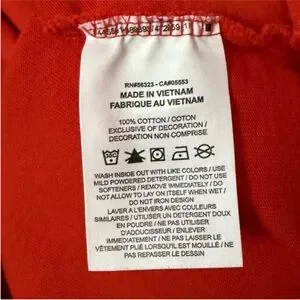 RN#56323 - CA#05553
MADE IN VIETNAM
FABRIQUE AU VIETNAM
100% COTTON / COTON
EXCLUSIVE OF DECORATION /
DECORATION NON COMPRISE
WASH INSIDE OUT WITH LIKE COLORS / USE
MILD POWDERED DETERGENT / DO NOT USE
SOFTENERS / REMOVE IMMEDIATELY / DO
NOT ALLOW TO LAY ON ITSELF WHEN WET /
DO NOT IRON DESIGN
LAVER A L'ENVERS AVEC COULEURS
SIMILAIRES / UTILISER UN DETERGENT
EN POUDRE DOUX / NE PAS UTILISER
D'ADOUCISSEUR / ENLEVER
IMMEDIATEMENT / NE PAS LAISSER LE
VÊTEMENT PLIÉ LORSQU'IL EST MOUILLÉ /
NE PAS REPASSER LE DESSIN